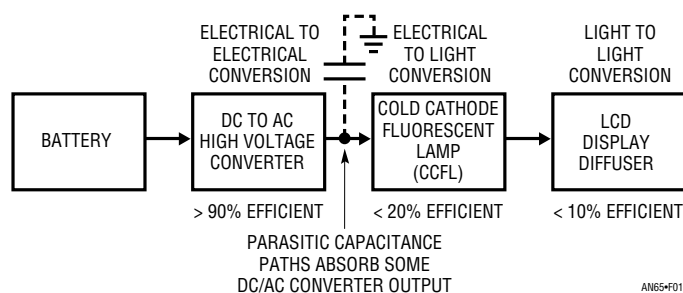 ELECTRICAL TO
ELECTRICAL
CONVERSION
ELECTRICAL
TO LIGHT
CONVERSION
LIGHT TO
LIGHT
CONVERSION
BATTERY
DC TO AC
HIGH VOLTAGE
CONVERTER
COLD CATHODE
FLUORESCENT
LAMP
(CCFL)
LCD
DISPLAY
DIFFUSER
> 90% EFFICIENT
< 20% EFFICIENT
< 10% EFFICIENT
PARASITIC CAPACITANCE
PATHS ABSORB SOME
DC/AC CONVERTER OUTPUT
AN65•F01